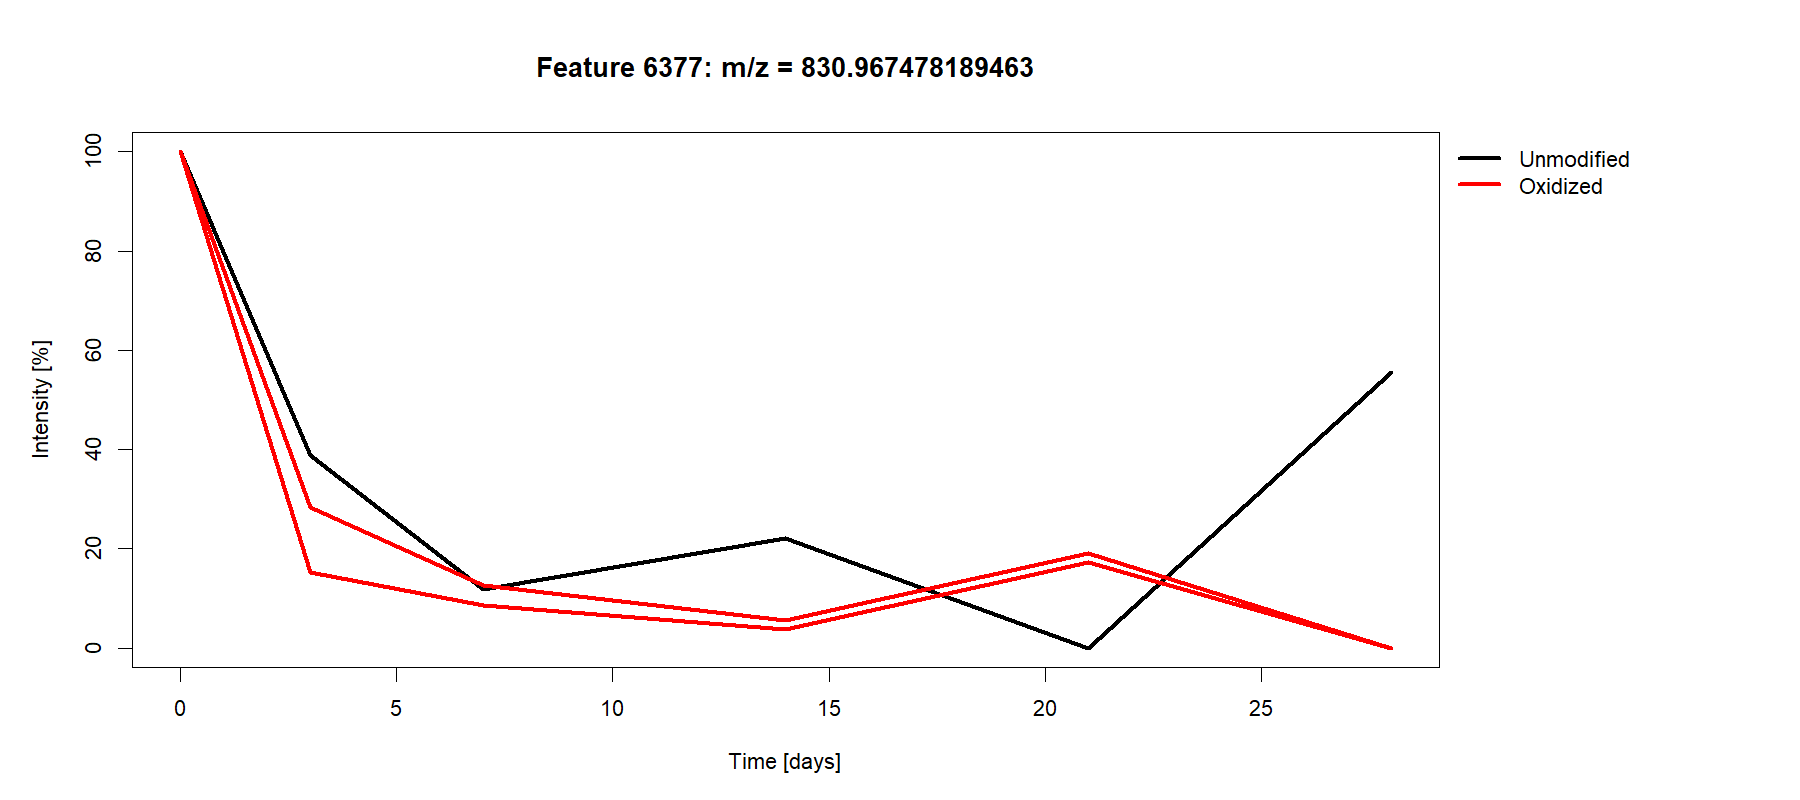 Feature 6377: m/z = 830.967478189463
Unmodified
Oxidized
Intensity [%]
100
80
60
40
20
0
0 5 10 15 20 25
Time [days]